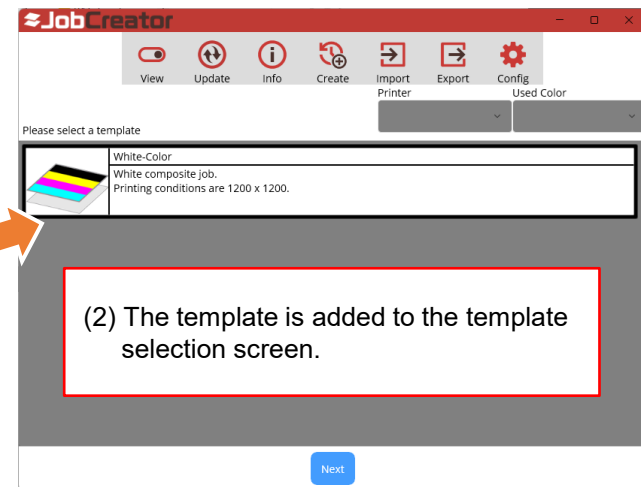 JobCreator
View Update Info Create Import Export Config
Printer Used Color
Please select a template
White-Color
White composite job.
Printing conditions are 1200 x 1200.
(2) The template is added to the template
selection screen.
Next